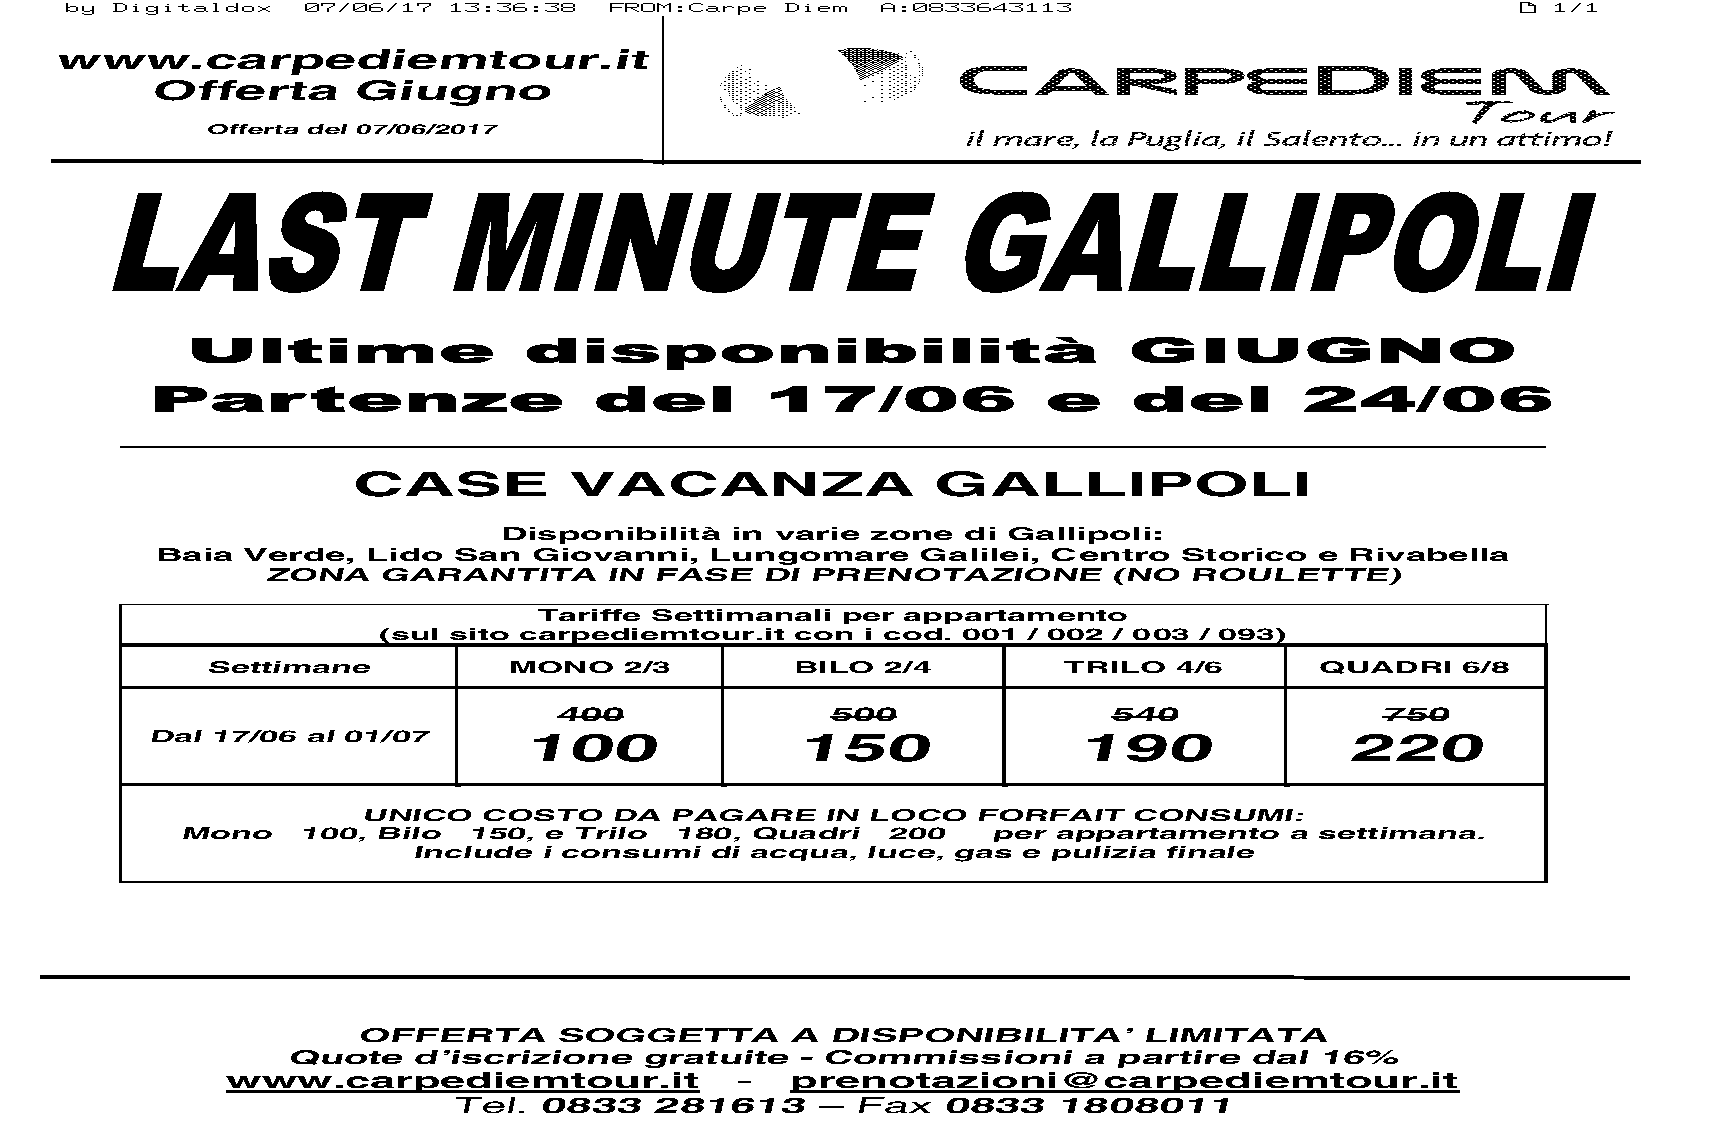 by Digitaldox 07/06/17 13:36:38 FROM:Carpe Diem A:0833643113 1/1
www.carpediemtour.it
Offerta Giugno
Offerta del 07/06/2017
CARPEDIEM
Tour
il mare, la Puglia, il Salento... in un attimo!
LAST MINUTE GALLIPOLI
Ultime disponibilità GIUGNO
Partenze del 17/06 e del 24/06
CASE VACANZA GALLIPOLI
Disponibilità in varie zone di Gallipoli:
Baia Verde, Lido San Giovanni, Lungomare Galilei, Centro Storico e Rivabella
ZONA GARANTITA IN FASE DI PRENOTAZIONE (NO ROULETTE)
Tariffe Settimanali per appartamento
(sul sito carpediemtour.it con i cod. 001 / 002 / 003 / 093)
Settimane MONO 2/3 BILO 2/4 TRILO 4/6 QUADRI 6/8
400 500 540 750
Dal 17/06 al 01/07 100 150 190 220
UNICO COSTO DA PAGARE IN LOCO FORFAIT CONSUMI:
Mono 100, Bilo 150, e Trilo 180, Quadri 200 per appartamento a settimana.
Include i consumi di acqua, luce, gas e pulizia finale
OFFERTA SOGGETTA A DISPONIBILITA' LIMITATA
Quote d'iscrizione gratuite - Commissioni a partire dal 16%
www.carpediemtour.it - prenotazioni@carpediemtour.it
Tel. 0833 281613 – Fax 0833 1808011